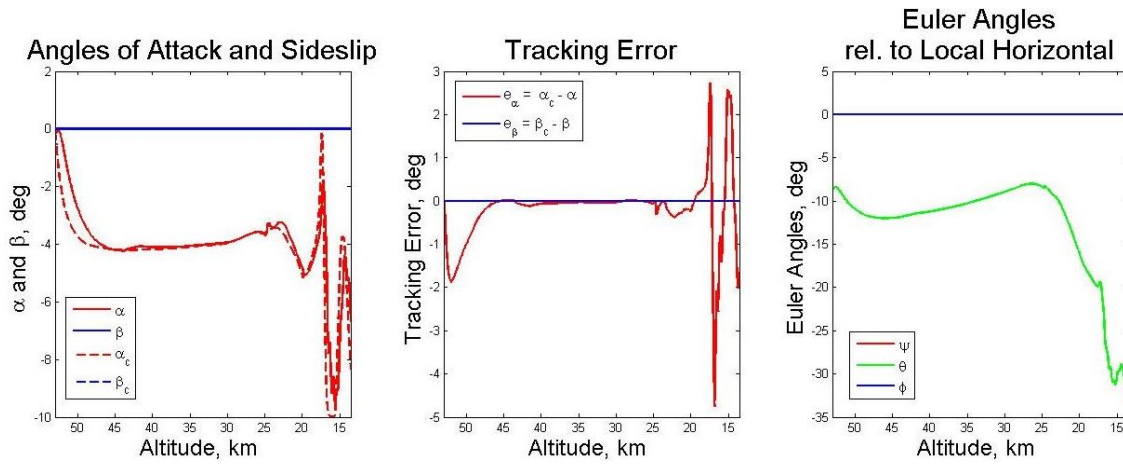 Angles of Attack and Sideslip
2
0
-2
-4
-6
-8
-10
α and β, deg
α
β
α_c
β_c
50 45 40 35 30 25 20 15
Altitude, km
Tracking Error
3
2
1
0
-1
-2
-3
-4
-5
Tracking Error, deg
e_α = α_c - α
e_β = β_c - β
50 45 40 35 30 25 20 15
Altitude, km
Euler Angles
rel. to Local Horizontal
5
0
-5
-10
-15
-20
-25
-30
-35
Euler Angles, deg
Ψ
θ
ϕ
50 45 40 35 30 25 20 15
Altitude, km